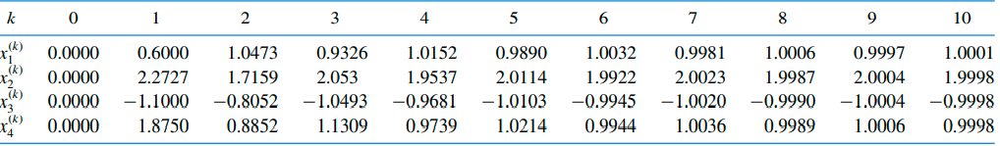 k 0 1 2 3 4 5 6 7 8 9 10
x₁⁽ᵏ⁾ 0.0000 0.6000 1.0473 0.9326 1.0152 0.9890 1.0032 0.9981 1.0006 0.9997 1.0001
x₂⁽ᵏ⁾ 0.0000 2.2727 1.7159 2.053 1.9537 2.0114 1.9922 2.0023 1.9987 2.0004 1.9998
x₃⁽ᵏ⁾ 0.0000 −1.1000 −0.8052 −1.0493 −0.9681 −1.0103 −0.9945 −1.0020 −0.9990 −1.0004 −0.9998
x₄⁽ᵏ⁾ 0.0000 1.8750 0.8852 1.1309 0.9739 1.0214 0.9944 1.0036 0.9989 1.0006 0.9998